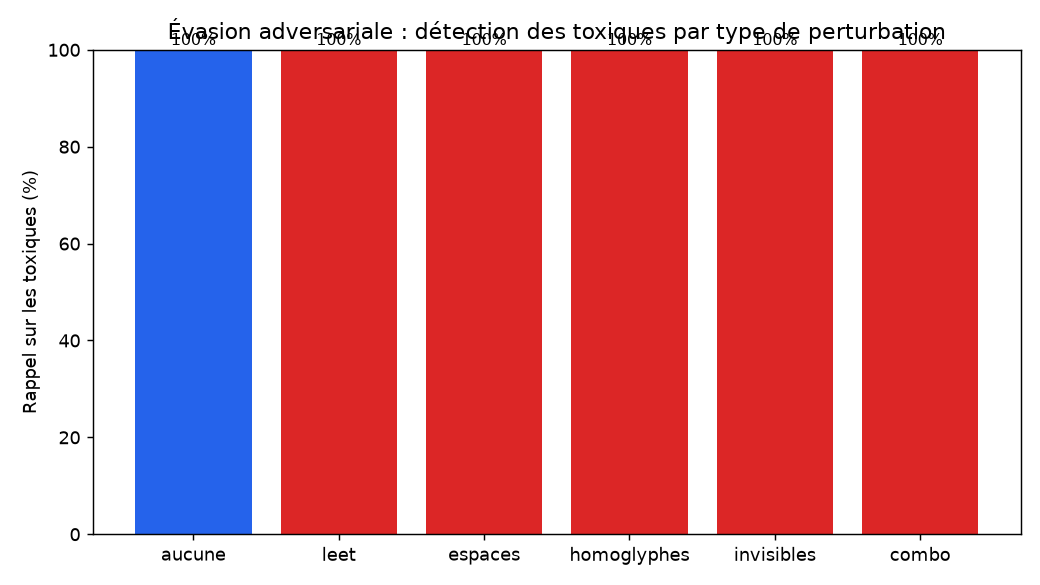 Évasion adversariale : détection des toxiques par type de perturbation
100% 100% 100% 100% 100% 100%
Rappel sur les toxiques (%)
100
80
60
40
20
0
aucune leet espaces homoglyphes invisibles combo